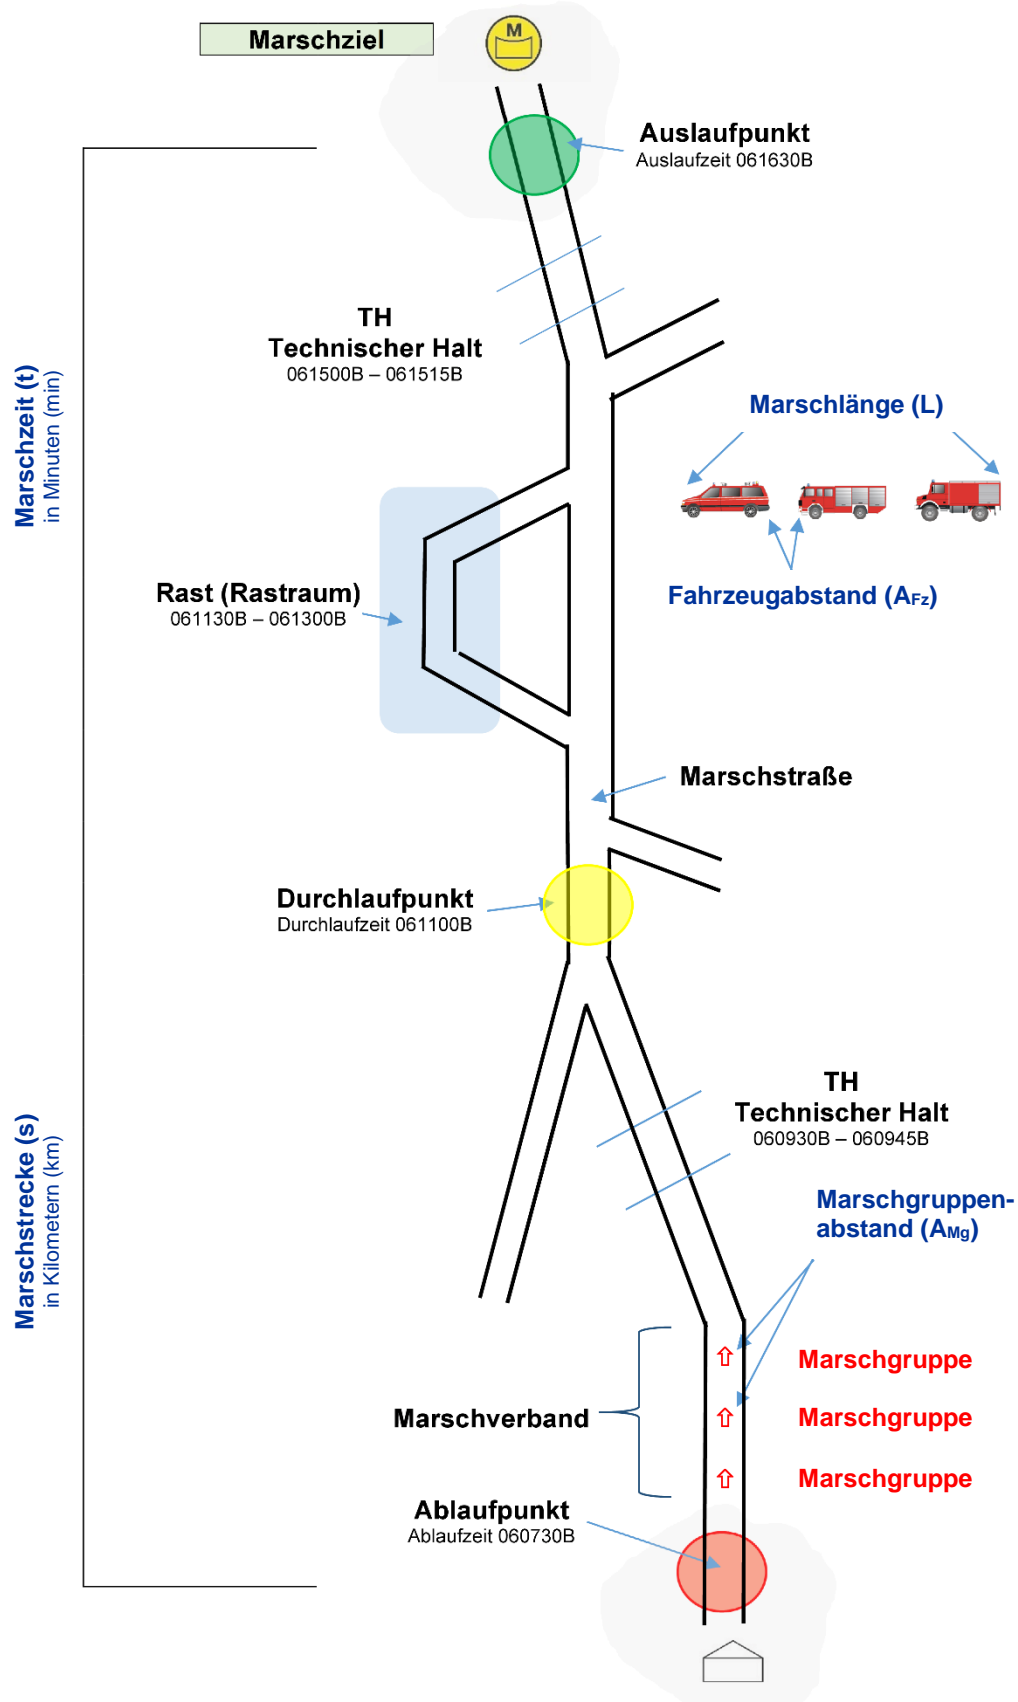 Marschziel
M
Auslaufpunkt
Auslaufzeit 061630B
TH
Technischer Halt
061500B – 061515B
Marschzeit (t)
in Minuten (min)
Marschlänge (L)
Fahrzeugabstand (AFz)
Rast (Rastraum)
061130B – 061300B
Marschstraße
Durchlaufpunkt
Durchlaufzeit 061100B
TH
Technischer Halt
060930B – 060945B
Marschstrecke (s)
in Kilometern (km)
Marschgruppen-
abstand (AMg)
Marschgruppe
Marschverband
Marschgruppe
Marschgruppe
Ablaufpunkt
Ablaufzeit 060730B